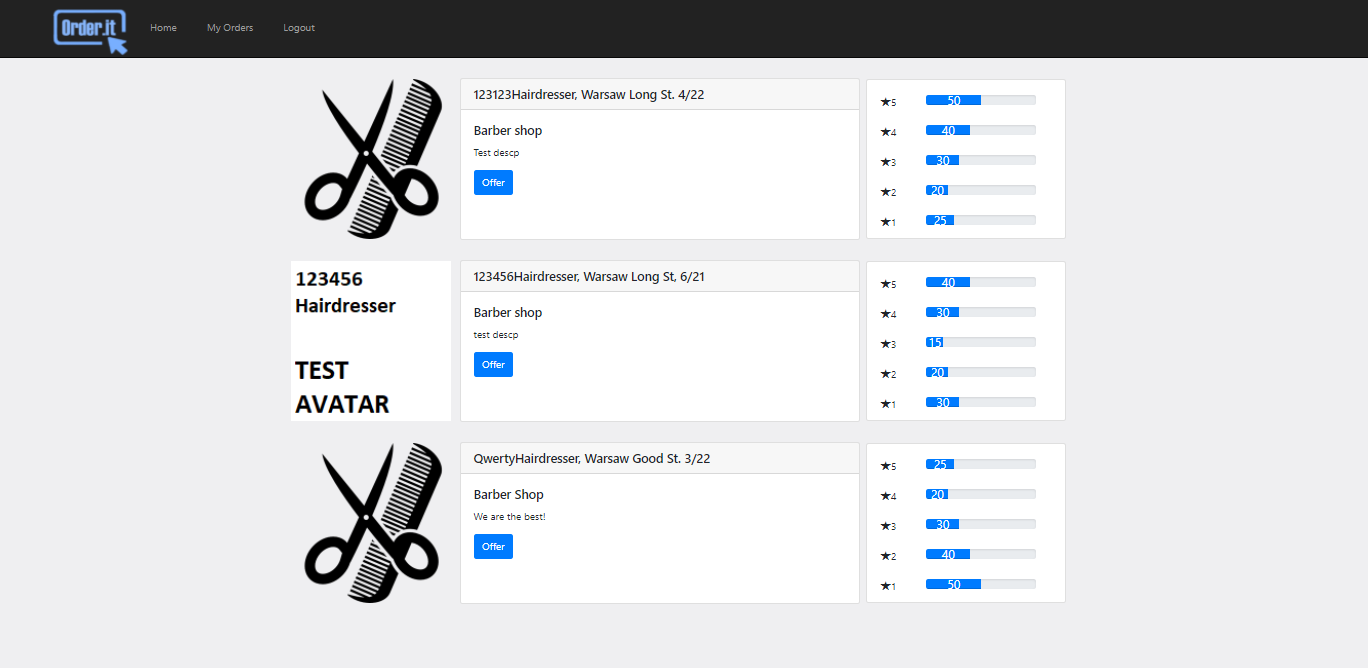 Order.it
Home
My Orders
Logout
123123Hairdresser, Warsaw Long St. 4/22
Barber shop
Test descp
Offer
★5 50
★4 40
★3 30
★2 20
★1 25
123456
Hairdresser
TEST
AVATAR
123456Hairdresser, Warsaw Long St, 6/21
Barber shop
test descp
Offer
★5 40
★4 30
★3 15
★2 20
★1 30
QwertyHairdresser, Warsaw Good St. 3/22
Barber Shop
We are the best!
Offer
★5 25
★4 20
★3 30
★2 40
★1 50